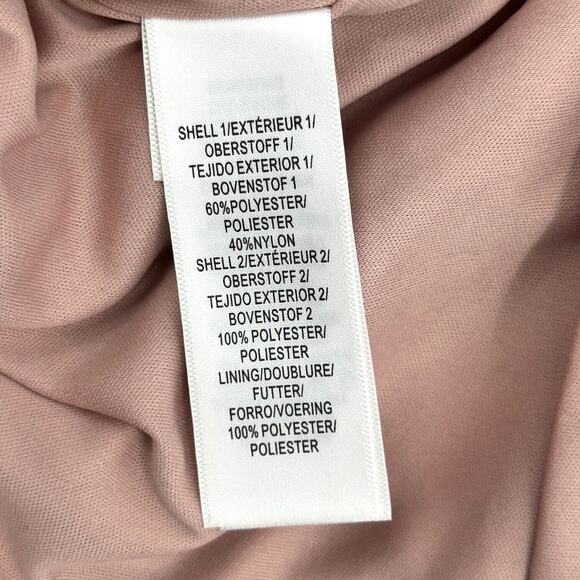 SHELL 1/EXTÉRIEUR 1/
OBERSTOFF 1/
TEJIDO EXTERIOR 1/
BOVENSTOF 1
60%POLYESTER/
POLIESTER
40%NYLON
SHELL 2/EXTÉRIEUR 2/
OBERSTOFF 2/
TEJIDO EXTERIOR 2/
BOVENSTOF 2
100% POLYESTER/
POLIESTER
LINING/DOUBLURE/
FUTTER/
FORRO/VOERING
100% POLYESTER/
POLIESTER